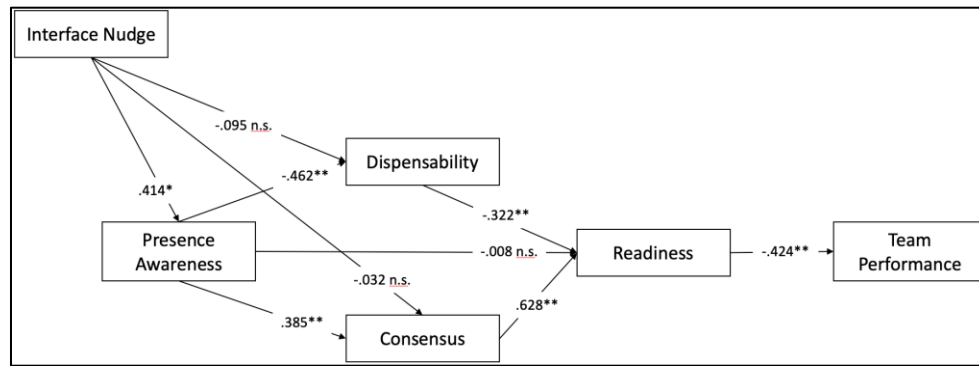 Interface Nudge
-.095 n.s.
Dispensability
-.462**
.414*
-.322**
Presence
Awareness
-.008 n.s.
Readiness
-.424**
Team
Performance
-.032 n.s.
.628**
.385**
Consensus